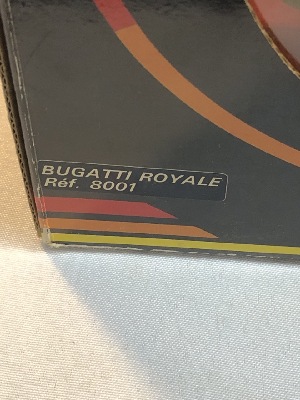 BUGATTI ROYALE
Réf. 8001